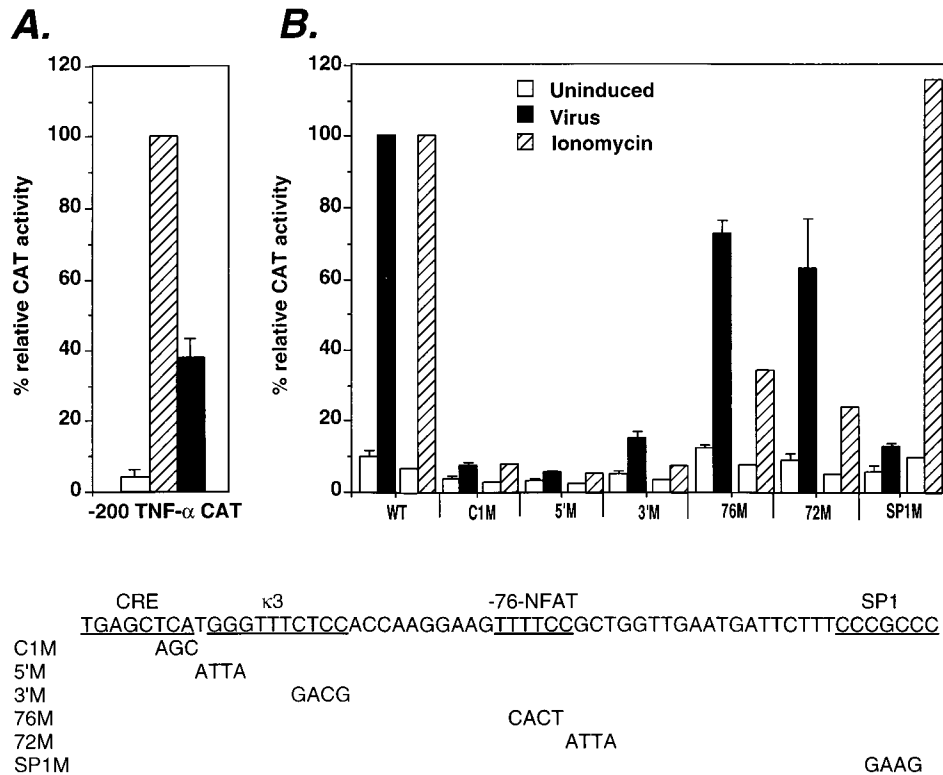 A.
B.
120
100
80
60
40
20
0
% relative CAT activity
-200 TNF-α CAT
120
100
80
60
40
20
0
% relative CAT activity
Uninduced
Virus
Ionomycin
WT C1M 5'M 3'M 76M 72M SP1M
CRE κ3 -76-NFAT SP1
TGAGCTCATGGGTTTCTCCACCAAGGAAGTTTTCCGCTGGTTGAATGATTCTTTCCCCGCCC
C1M AGC
5'M ATTA
3'M GACG
76M CACT
72M ATTA
SP1M GAAG